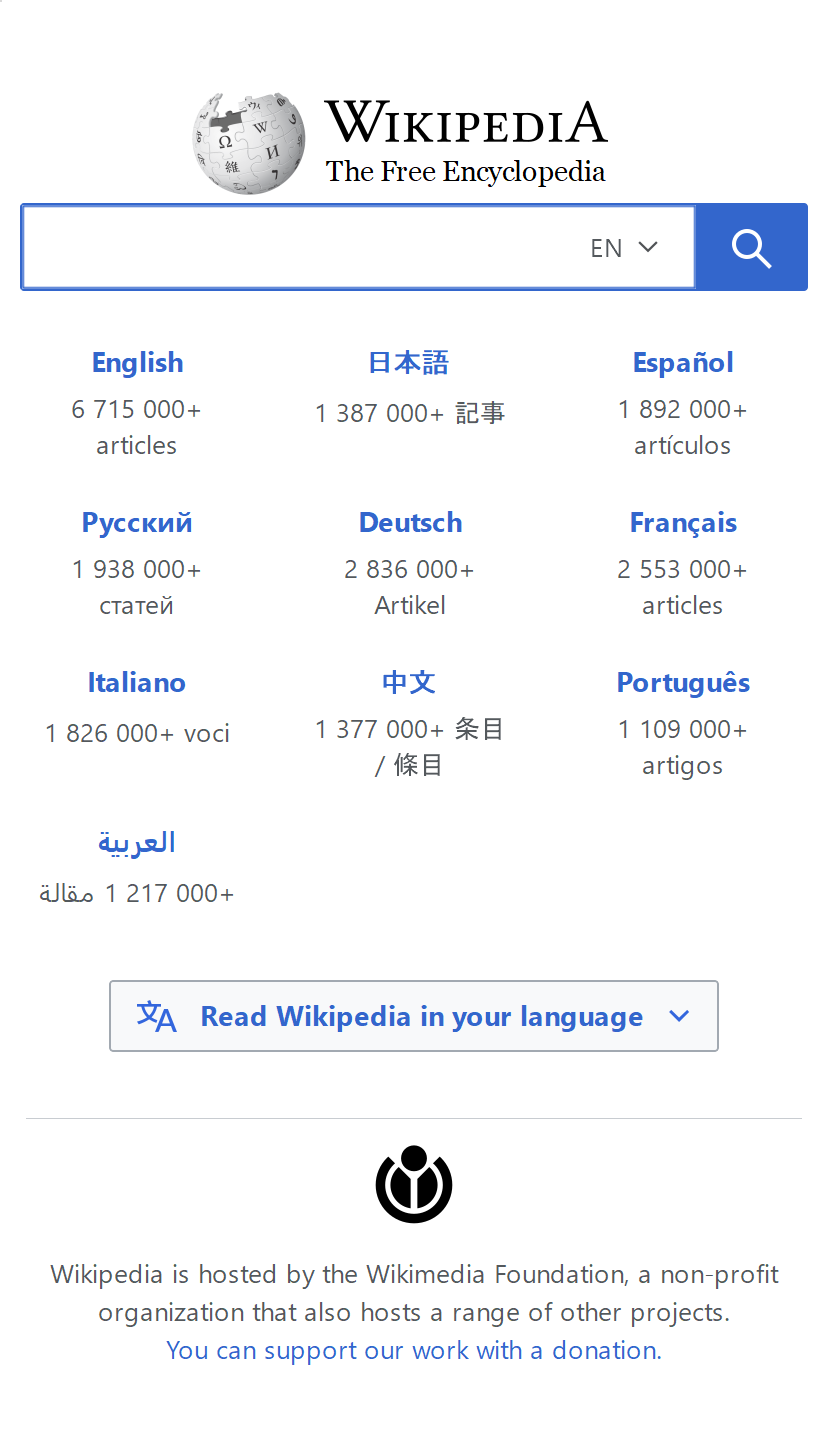 WIKIPEDIA
The Free Encyclopedia
EN
English
6 715 000+
articles
日本語
1 387 000+ 記事
Español
1 892 000+
artículos
Русский
1 938 000+
статей
Deutsch
2 836 000+
Artikel
Français
2 553 000+
articles
Italiano
1 826 000+ voci
中文
1 377 000+ 条目
/ 條目
Português
1 109 000+
artigos
العربية
1 217 000+ مقالة
Read Wikipedia in your language
Wikipedia is hosted by the Wikimedia Foundation, a non-profit
organization that also hosts a range of other projects.
You can support our work with a donation.